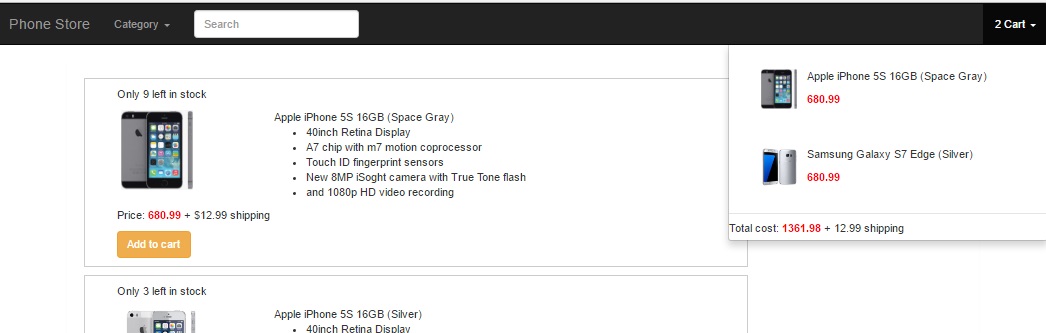 Phone Store Category Search 2 Cart
Only 9 left in stock
Apple iPhone 5S 16GB (Space Gray)
40inch Retina Display
A7 chip with m7 motion coprocessor
Touch ID fingerprint sensors
New 8MP iSoght camera with True Tone flash
and 1080p HD video recording
Price: 680.99 + $12.99 shipping
Add to cart
Only 3 left in stock
Apple iPhone 5S 16GB (Silver)
40inch Retina Display
Apple iPhone 5S 16GB (Space Gray)
680.99
Samsung Galaxy S7 Edge (Silver)
680.99
Total cost: 1361.98 + 12.99 shipping